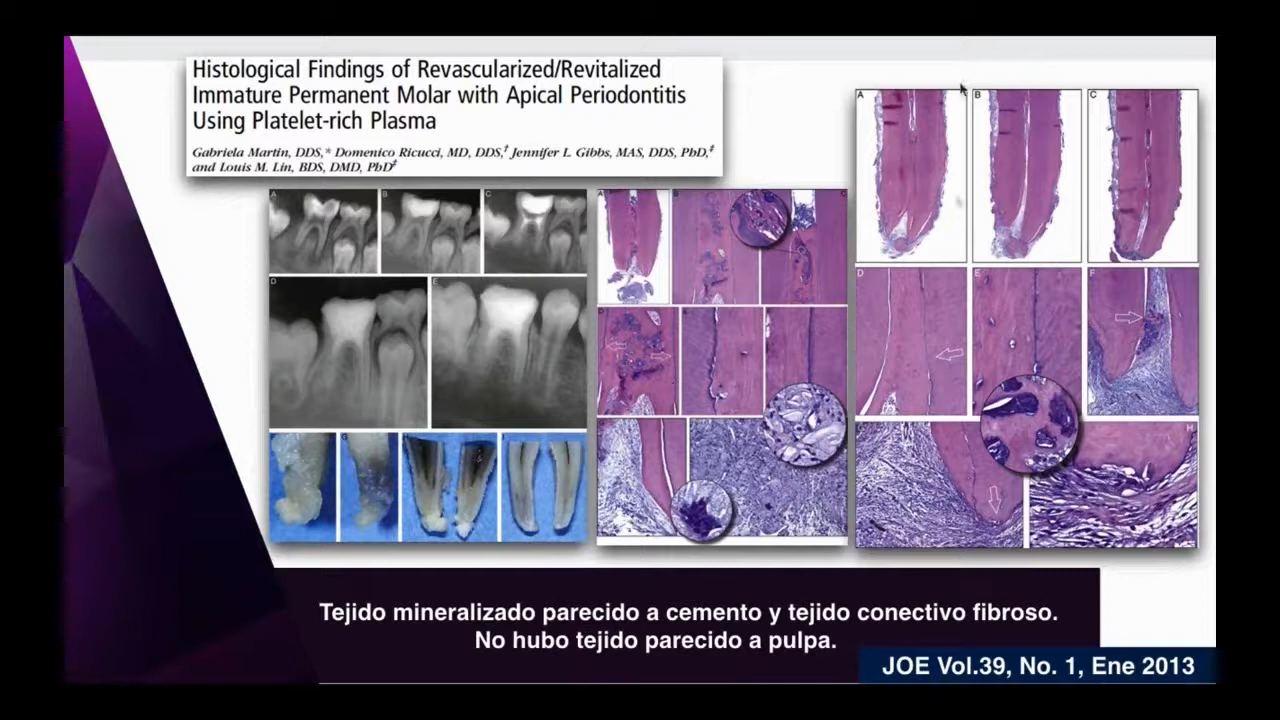 Histological Findings of Revascularized/Revitalized
Immature Permanent Molar with Apical Periodontitis
Using Platelet-rich Plasma
Gabriela Martin, DDS,* Domenico Ricucci, MD, DDS,† Jennifer L. Gibbs, MAS, DDS, PhD,‡
and Louis M. Lin, BDS, DMD, PhD‡
A B C
D E
G
A B C
D E
A B C
D E F
H
Tejido mineralizado parecido a cemento y tejido conectivo fibroso.
No hubo tejido parecido a pulpa.
JOE Vol.39, No. 1, Ene 2013